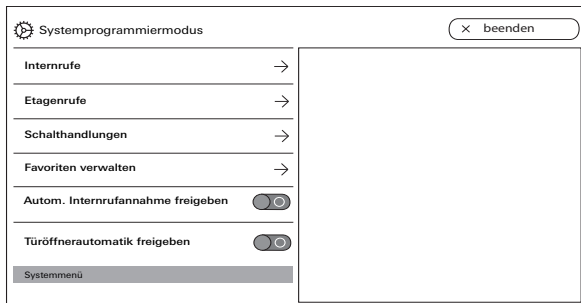 Systemprogrammiermodus
× beenden
Internrufe →
Etagenrufe →
Schalthandlungen →
Favoriten verwalten →
Autom. Internrufannahme freigeben
Türöffnerautomatik freigeben
Systemmenü